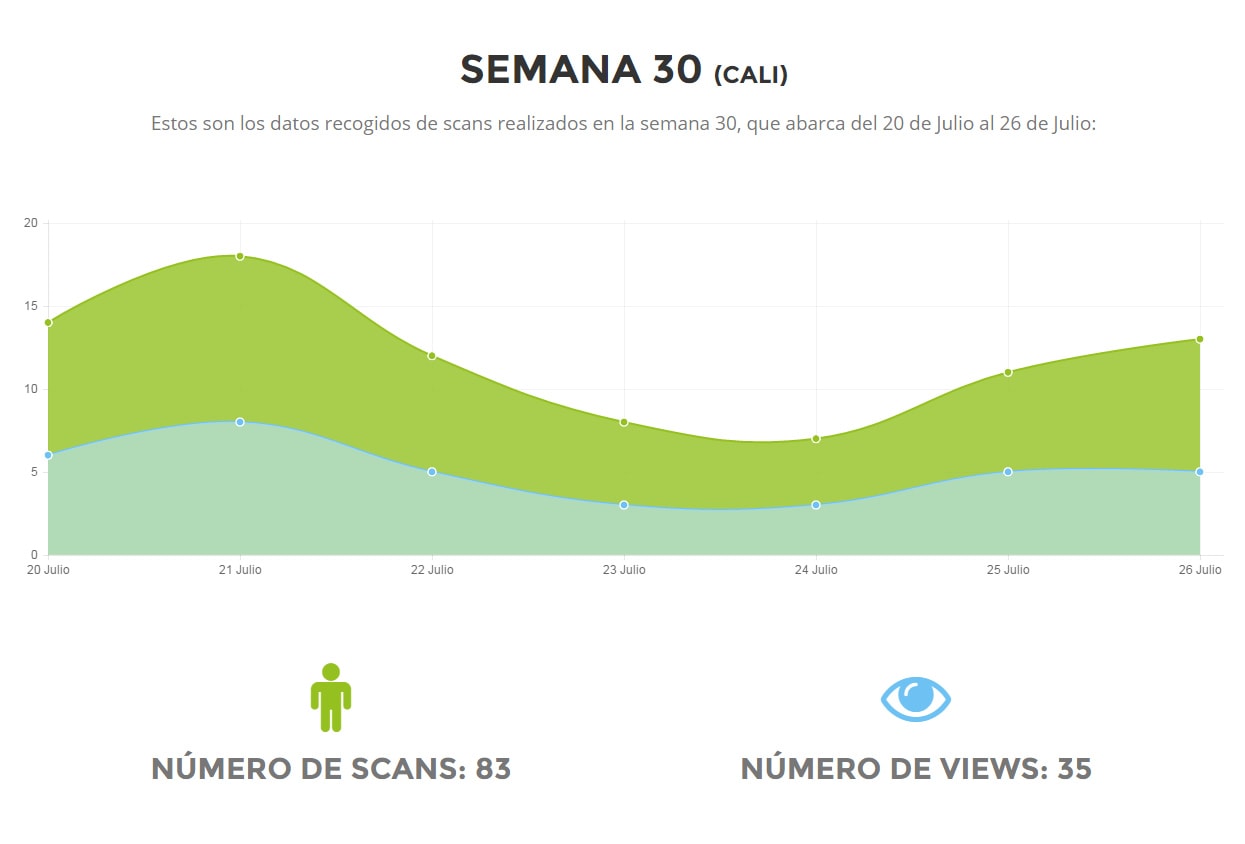 SEMANA 30 (CALI)
Estos son los datos recogidos de scans realizados en la semana 30, que abarca del 20 de Julio al 26 de Julio:
20
15
10
5
0
20 Julio 21 Julio 22 Julio 23 Julio 24 Julio 25 Julio 26 Julio
NÚMERO DE SCANS: 83 NÚMERO DE VIEWS: 35